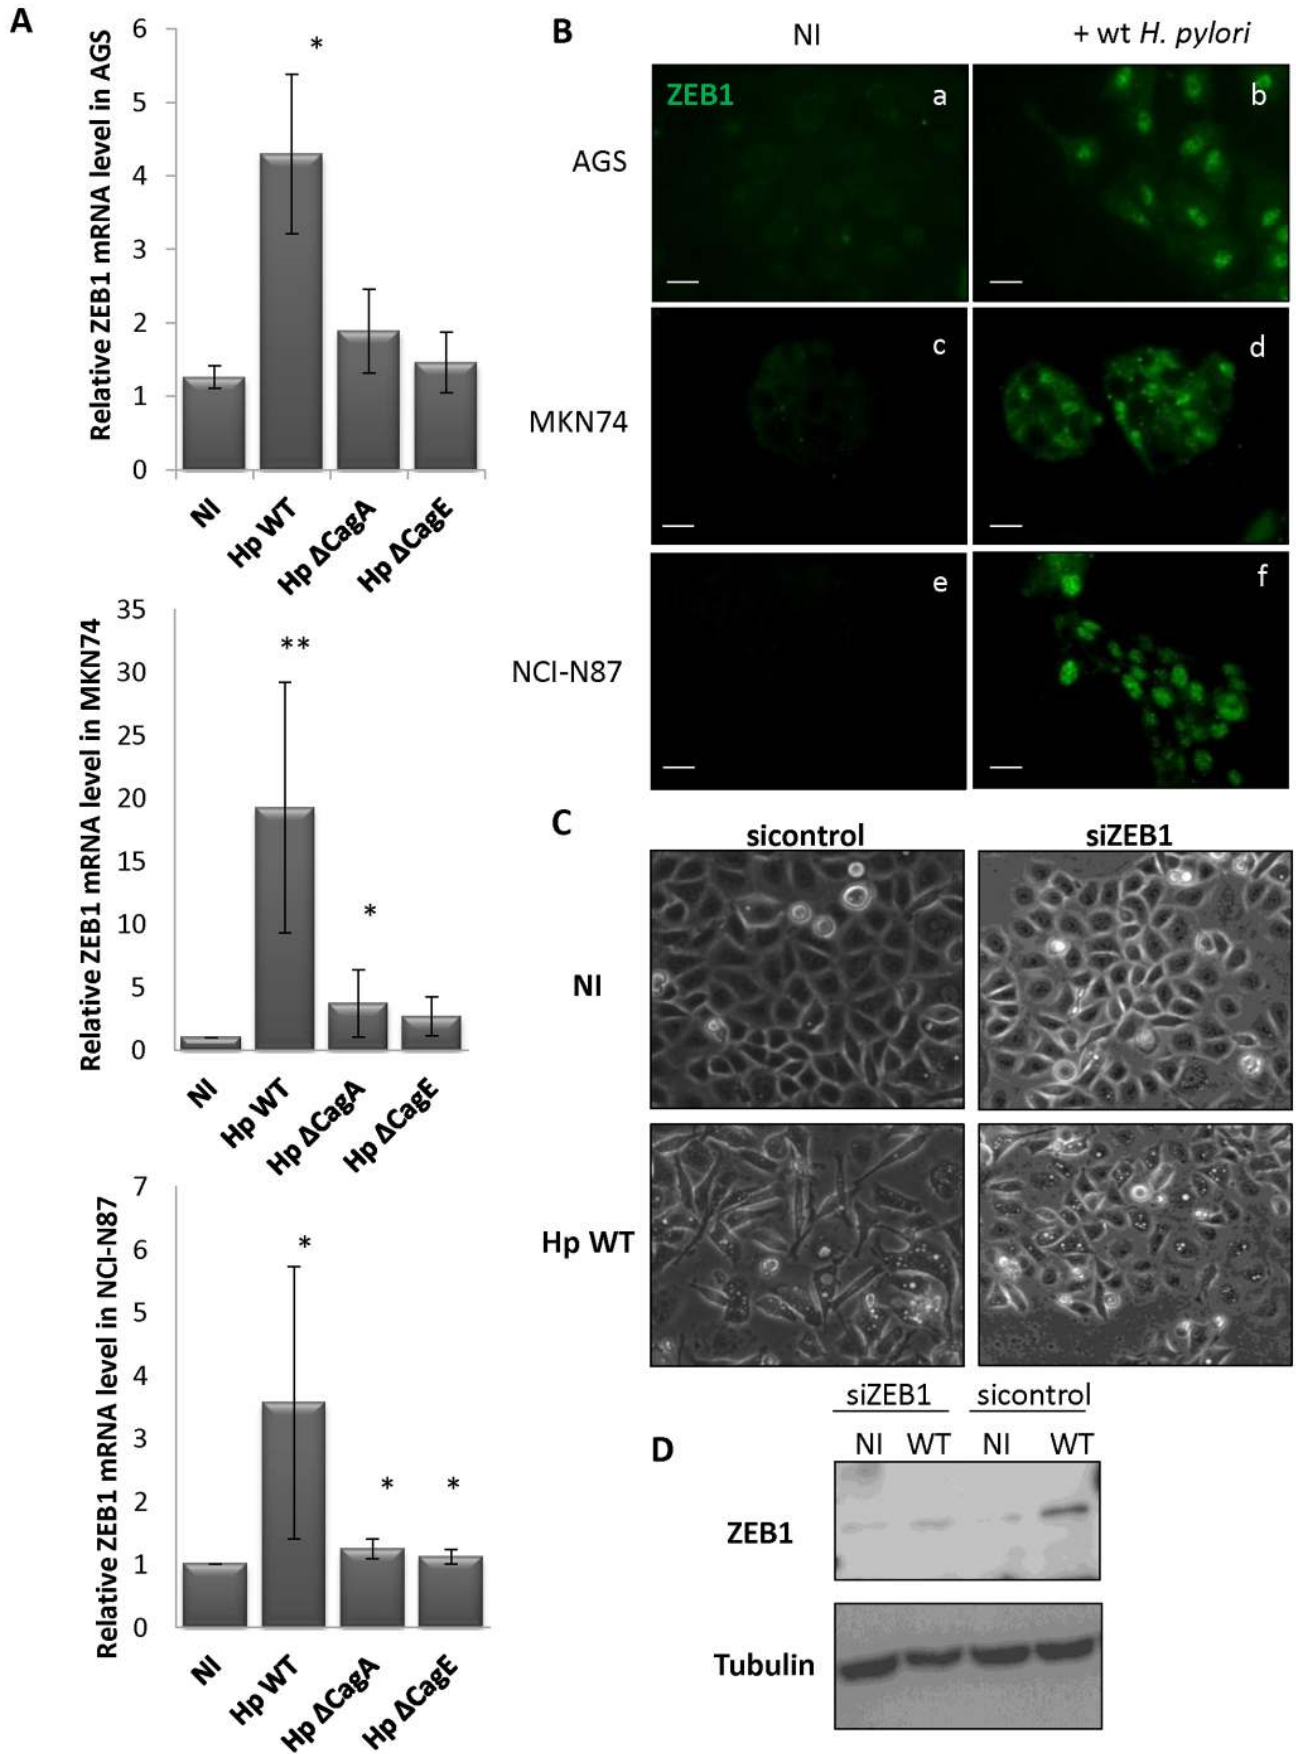 A
Relative ZEB1 mRNA level in AGS
6
5
4
3
2
1
0
*
NI
Hp WT
Hp ΔCagA
Hp ΔCagE
Relative ZEB1 mRNA level in MKN74
35
30
25
20
15
10
5
0
**
*
NI
Hp WT
Hp ΔCagA
Hp ΔCagE
Relative ZEB1 mRNA level in NCI-N87
7
6
5
4
3
2
1
0
*
*
*
NI
Hp WT
Hp ΔCagA
Hp ΔCagE
B
NI
+ wt H. pylori
ZEB1
a
b
AGS
c
d
MKN74
e
f
NCI-N87
C
sicontrol
siZEB1
NI
Hp WT
D
siZEB1
sicontrol
NI WT NI WT
ZEB1
Tubulin